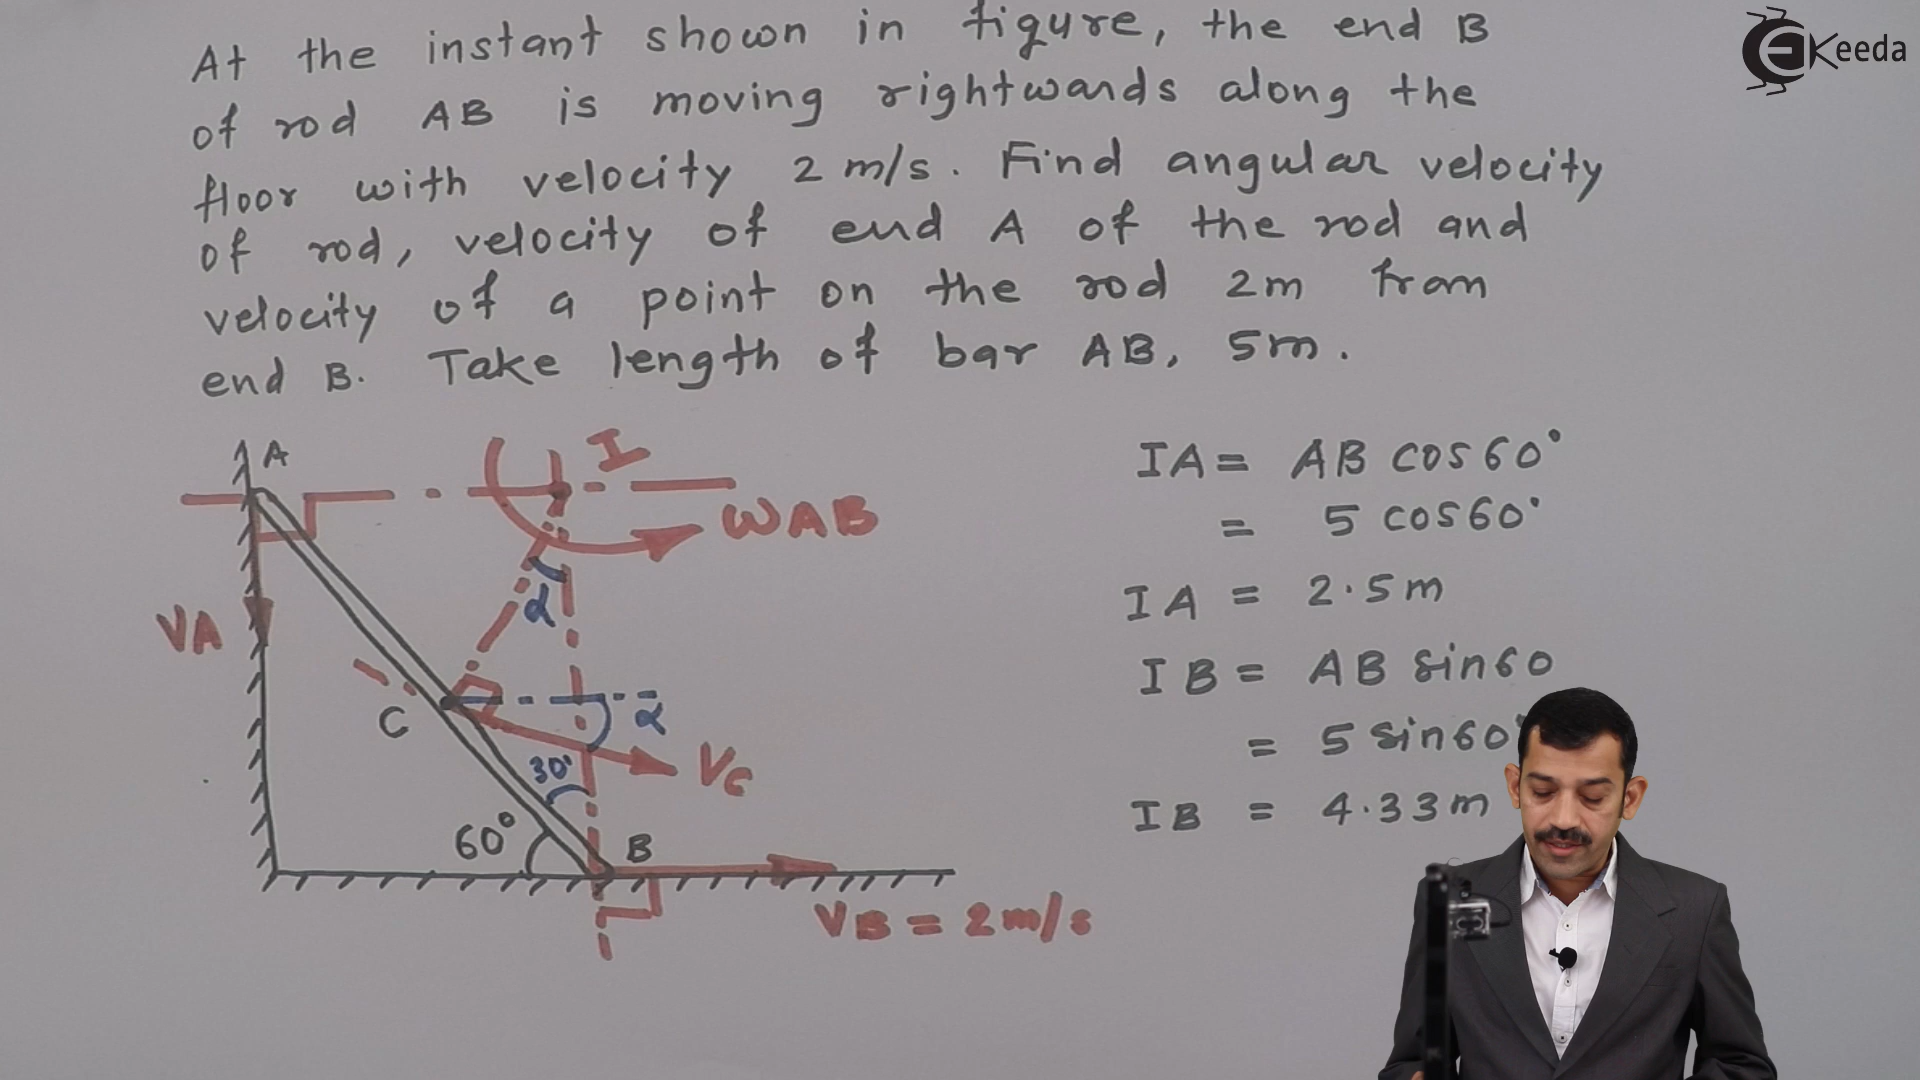 At the instant shown in figure, the end B
of rod AB is moving rightwards along the
floor with velocity 2 m/s. Find angular velocity
of rod, velocity of end A of the rod and
velocity of a point on the rod 2m from
end B. Take length of bar AB, 5m.
EKeeda
A
I
ωAB
VA
α
C
α
30°
VC
60°
B
VB = 2m/s
IA = AB cos60°
= 5 cos60°
IA = 2.5m
IB = AB sin60
= 5 sin60°
IB = 4.33m